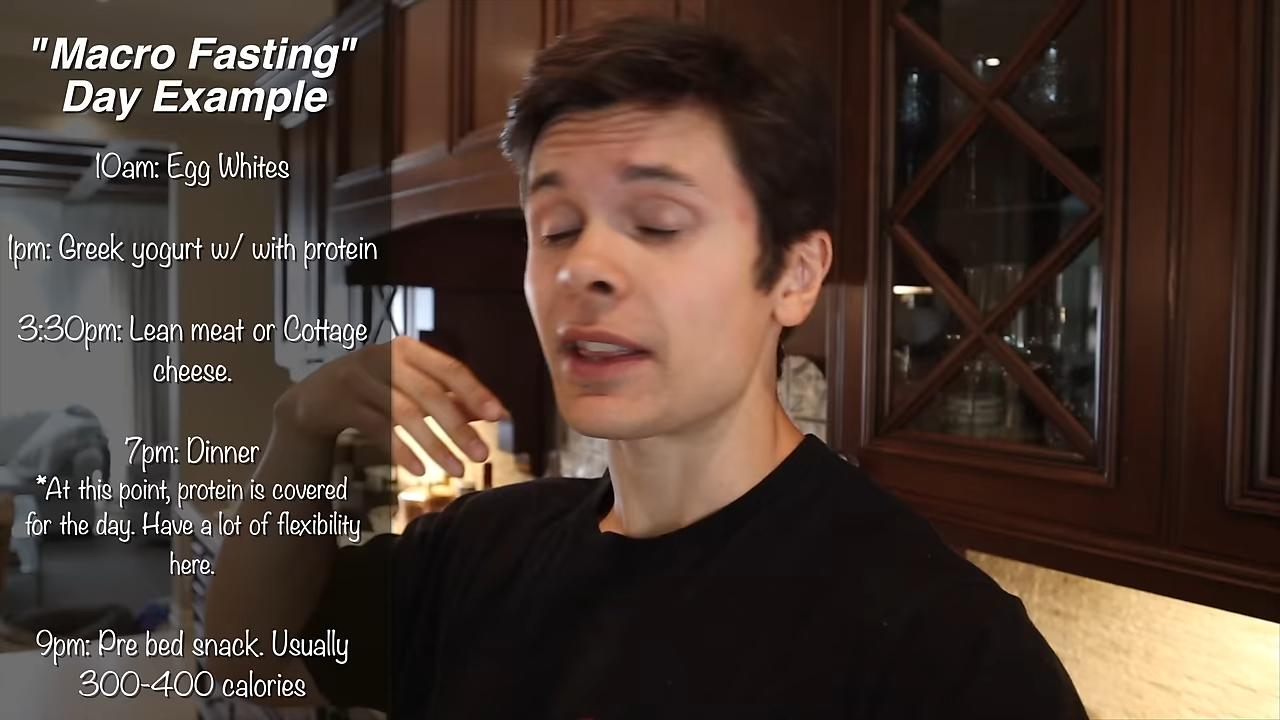 "Macro Fasting"
Day Example
10am: Egg Whites
1pm: Greek yogurt w/ with protein
3:30pm: Lean meat or Cottage
cheese.
7pm: Dinner
*At this point, protein is covered
for the day. Have a lot of flexibility
here.
9pm: Pre bed snack. Usually
300-400 calories